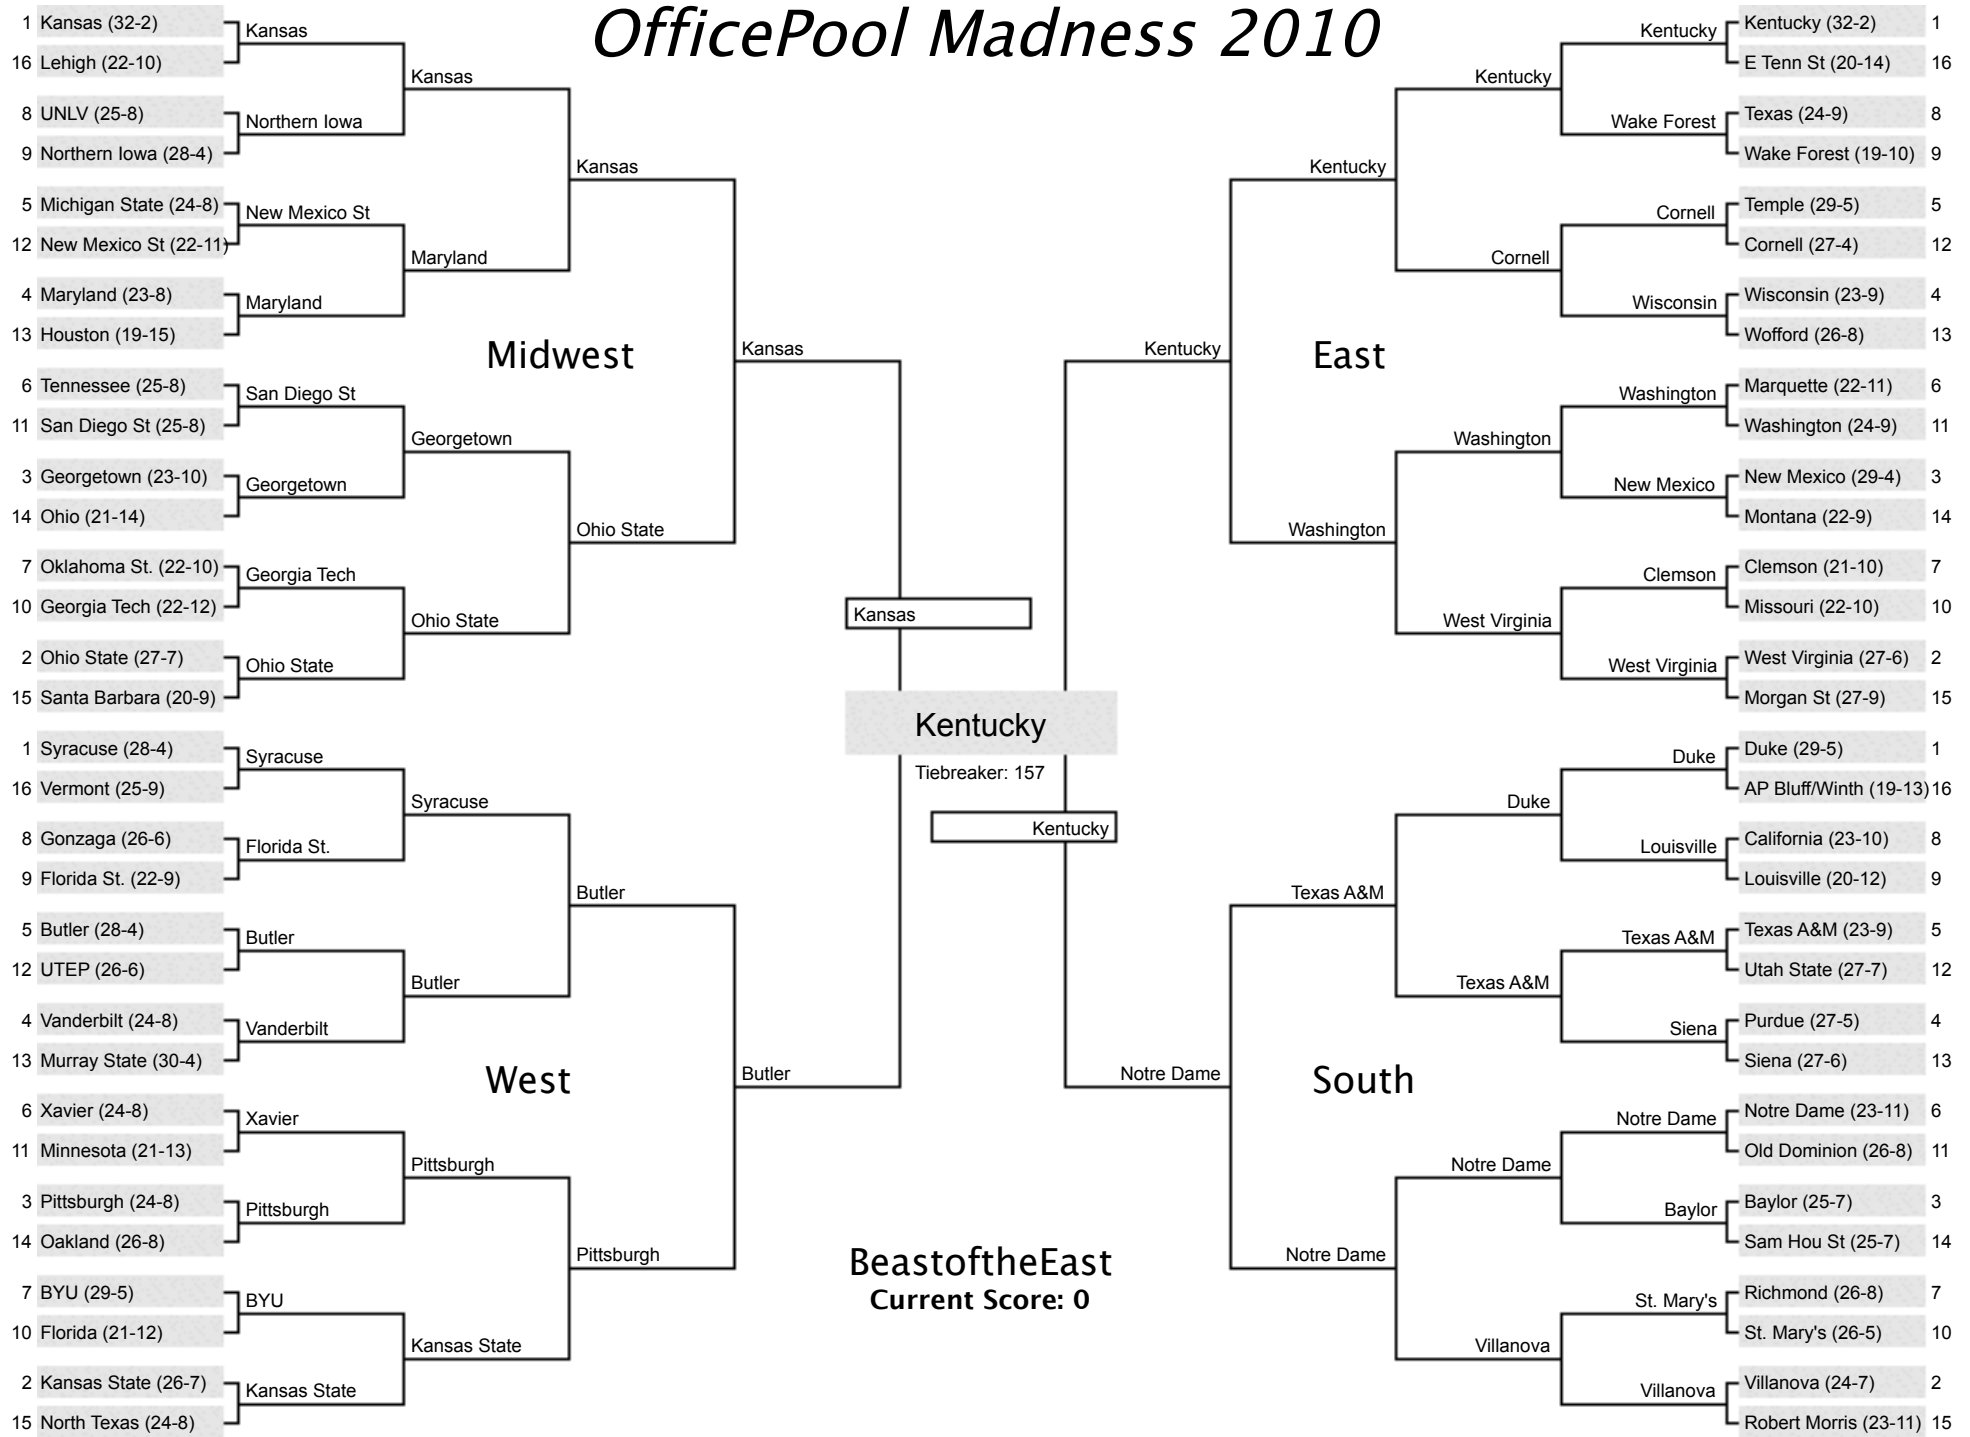 OfficePool Madness 2010
1 Kansas (32-2)
16 Lehigh (22-10)
8 UNLV (25-8)
9 Northern Iowa (28-4)
5 Michigan State (24-8)
12 New Mexico St (22-11)
4 Maryland (23-8)
13 Houston (19-15)
6 Tennessee (25-8)
11 San Diego St (25-8)
3 Georgetown (23-10)
14 Ohio (21-14)
7 Oklahoma St. (22-10)
10 Georgia Tech (22-12)
2 Ohio State (27-7)
15 Santa Barbara (20-9)
Kansas
Northern Iowa
New Mexico St
Maryland
San Diego St
Georgetown
Georgia Tech
Ohio State
Kansas
Maryland
Georgetown
Ohio State
Kansas
Ohio State
Kansas
Midwest
1 Syracuse (28-4)
16 Vermont (25-9)
8 Gonzaga (26-6)
9 Florida St. (22-9)
5 Butler (28-4)
12 UTEP (26-6)
4 Vanderbilt (24-8)
13 Murray State (30-4)
6 Xavier (24-8)
11 Minnesota (21-13)
3 Pittsburgh (24-8)
14 Oakland (26-8)
7 BYU (29-5)
10 Florida (21-12)
2 Kansas State (26-7)
15 North Texas (24-8)
Syracuse
Florida St.
Butler
Vanderbilt
Xavier
Pittsburgh
BYU
Kansas State
Syracuse
Butler
Pittsburgh
Kansas State
Butler
Pittsburgh
Butler
West
Kansas
Kentucky
Tiebreaker: 157
Kentucky
BeastoftheEast
Current Score: 0
Kentucky (32-2) 1
E Tenn St (20-14) 16
Texas (24-9) 8
Wake Forest (19-10) 9
Temple (29-5) 5
Cornell (27-4) 12
Wisconsin (23-9) 4
Wofford (26-8) 13
Marquette (22-11) 6
Washington (24-9) 11
New Mexico (29-4) 3
Montana (22-9) 14
Clemson (21-10) 7
Missouri (22-10) 10
West Virginia (27-6) 2
Morgan St (27-9) 15
Kentucky
Wake Forest
Cornell
Wisconsin
Washington
New Mexico
Clemson
West Virginia
Kentucky
Cornell
Washington
West Virginia
Kentucky
Washington
Kentucky
East
Duke (29-5) 1
AP Bluff/Winth (19-13) 16
California (23-10) 8
Louisville (20-12) 9
Texas A&M (23-9) 5
Utah State (27-7) 12
Purdue (27-5) 4
Siena (27-6) 13
Notre Dame (23-11) 6
Old Dominion (26-8) 11
Baylor (25-7) 3
Sam Hou St (25-7) 14
Richmond (26-8) 7
St. Mary's (26-5) 10
Villanova (24-7) 2
Robert Morris (23-11) 15
Duke
Louisville
Texas A&M
Siena
Notre Dame
Baylor
St. Mary's
Villanova
Duke
Texas A&M
Notre Dame
Villanova
Texas A&M
Notre Dame
Notre Dame
South